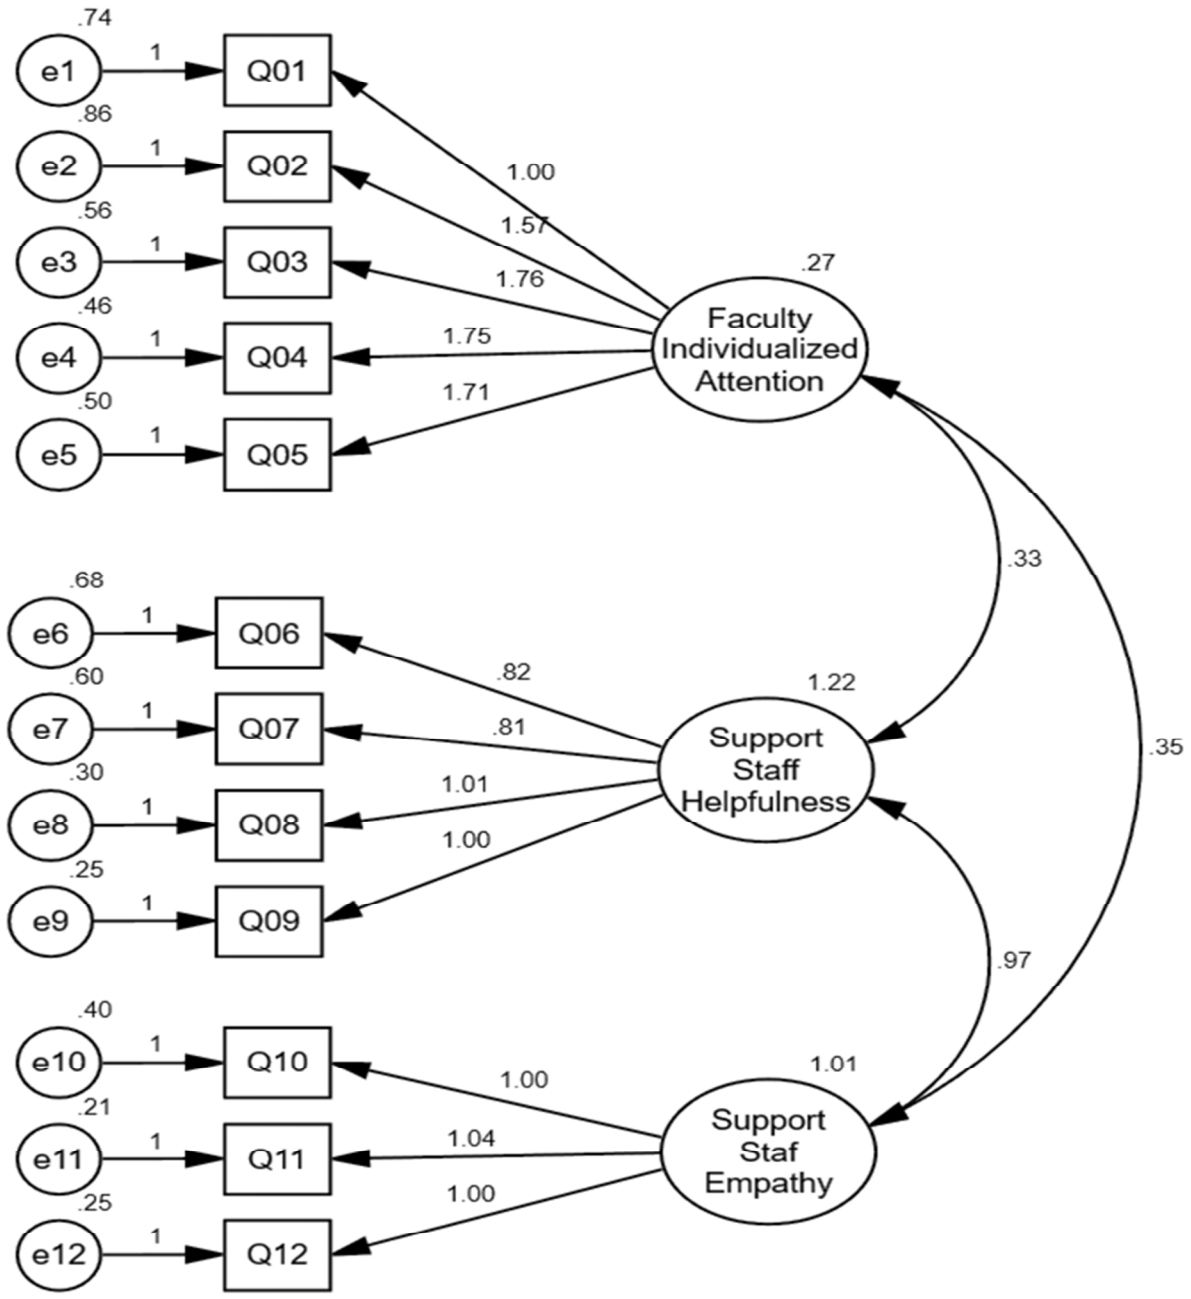 .74
e1 1 Q01
.86
e2 1 Q02
.56
e3 1 Q03
.46
e4 1 Q04
.50
e5 1 Q05
1.00
1.57
1.76
1.75
1.71
.27
Faculty
Individualized
Attention
.33
.35
.68
e6 1 Q06
.60
e7 1 Q07
.30
e8 1 Q08
.25
e9 1 Q09
.82
.81
1.01
1.00
1.22
Support
Staff
Helpfulness
.97
.40
e10 1 Q10
.21
e11 1 Q11
.25
e12 1 Q12
1.00
1.04
1.00
1.01
Support
Staf
Empathy